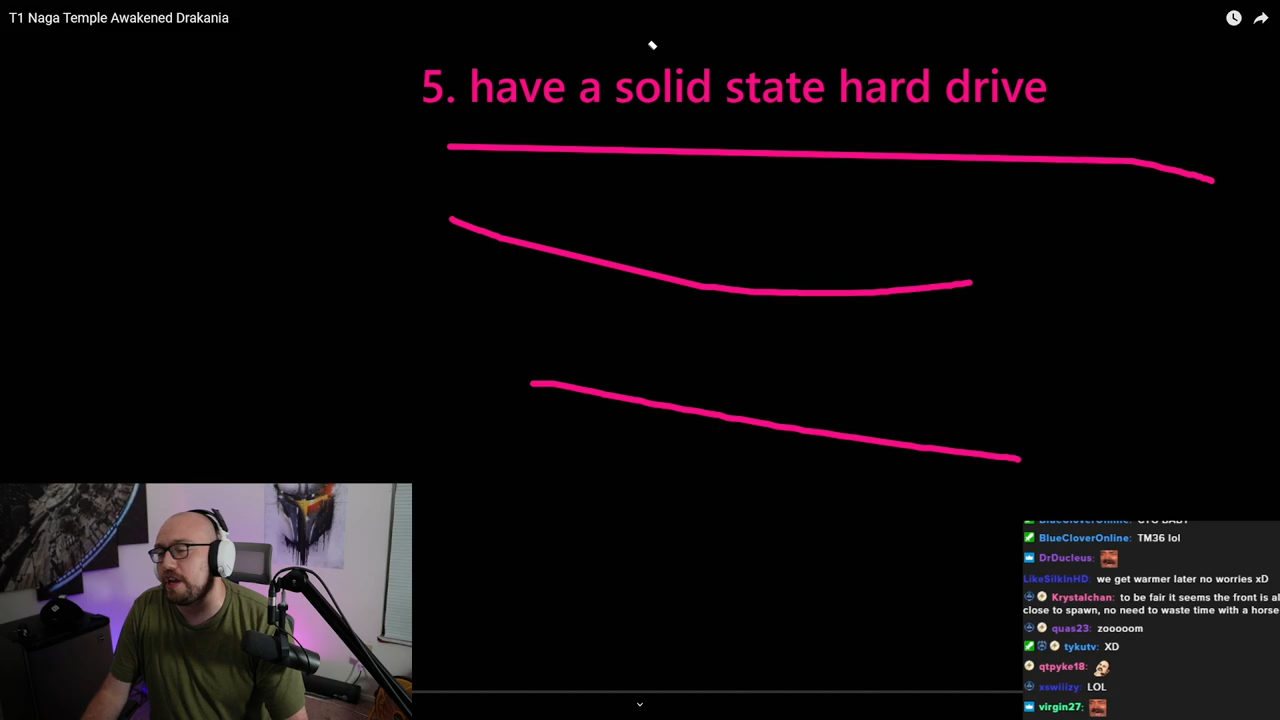 T1 Naga Temple Awakened Drakania
5. have a solid state hard drive
BlueCloverOnline: TM36 lol
DrDucleus:
LikeSilkInHD: we get warmer later no worries xD
Krystalchan: to be fair it seems the front is al
close to spawn, no need to waste time with a horse
quas23: zooooom
tykutv: XD
qtpyke18:
xswiiizy: LOL
virgin27: